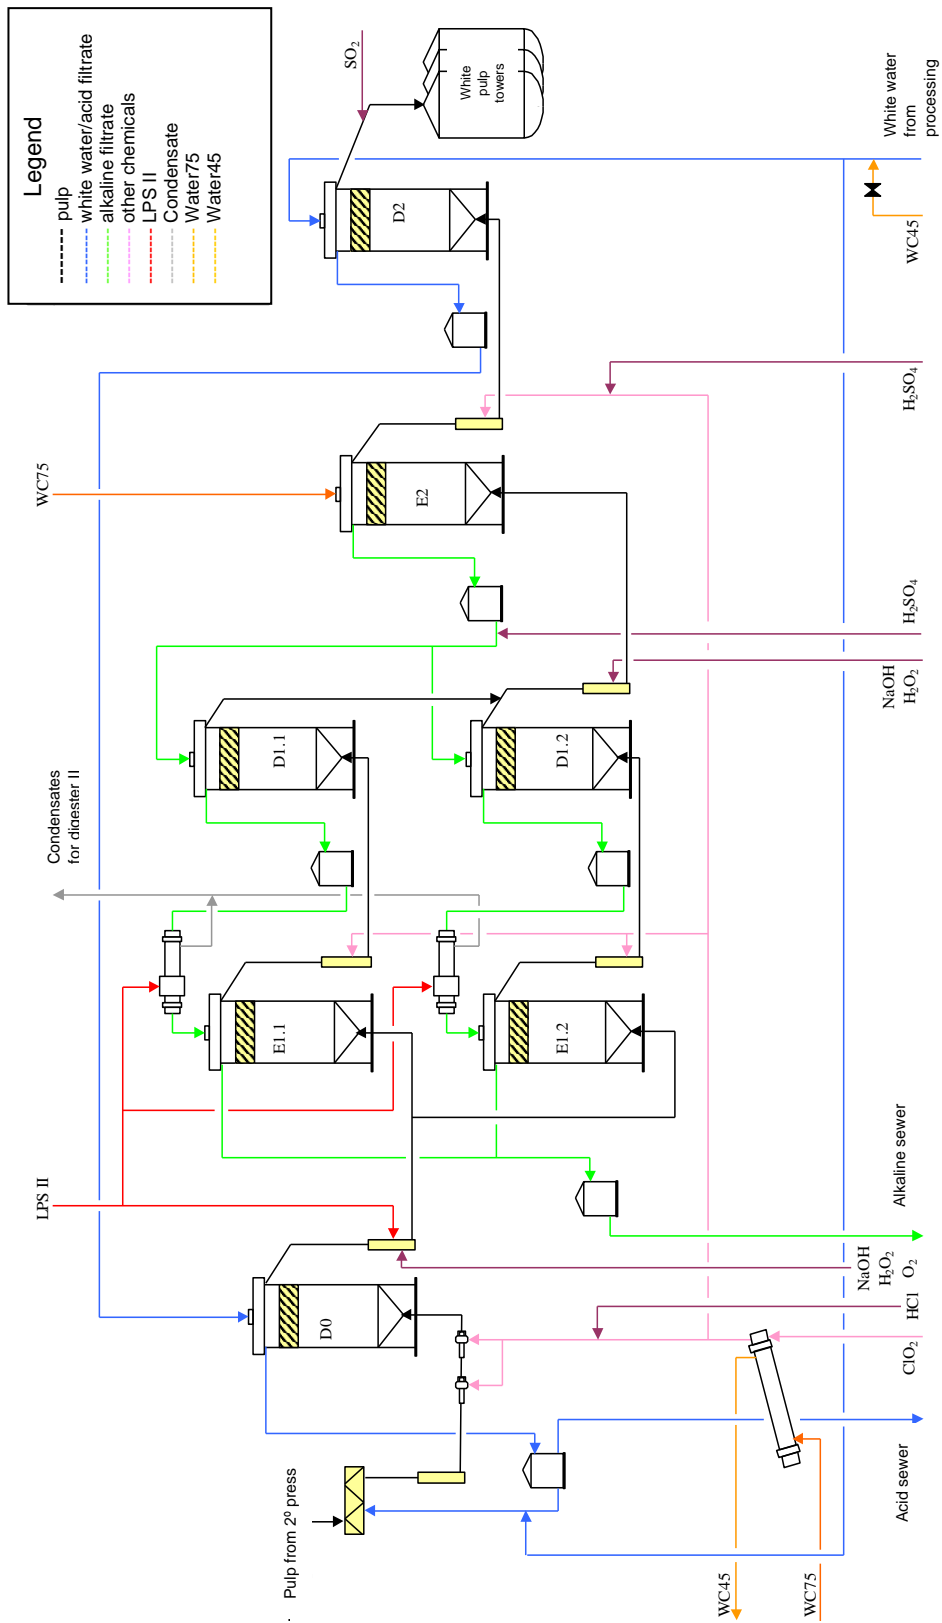 Legend
pulp
white water/acid filtrate
alkaline filtrate
other chemicals
LPS II
Condensate
Water75
Water45
SO₂
White
pulp
towers
White water
from
processing
D2
WC45
H₂SO₄
WC75
E2
H₂SO₄
NaOH
H₂O₂
D1.1
D1.2
Condensates
for digester II
E1.1
E1.2
LPS II
Alkaline sewer
NaOH
H₂O₂
O₂
D0
HCl
ClO₂
Acid sewer
Pulp from 2º press
WC45
WC75